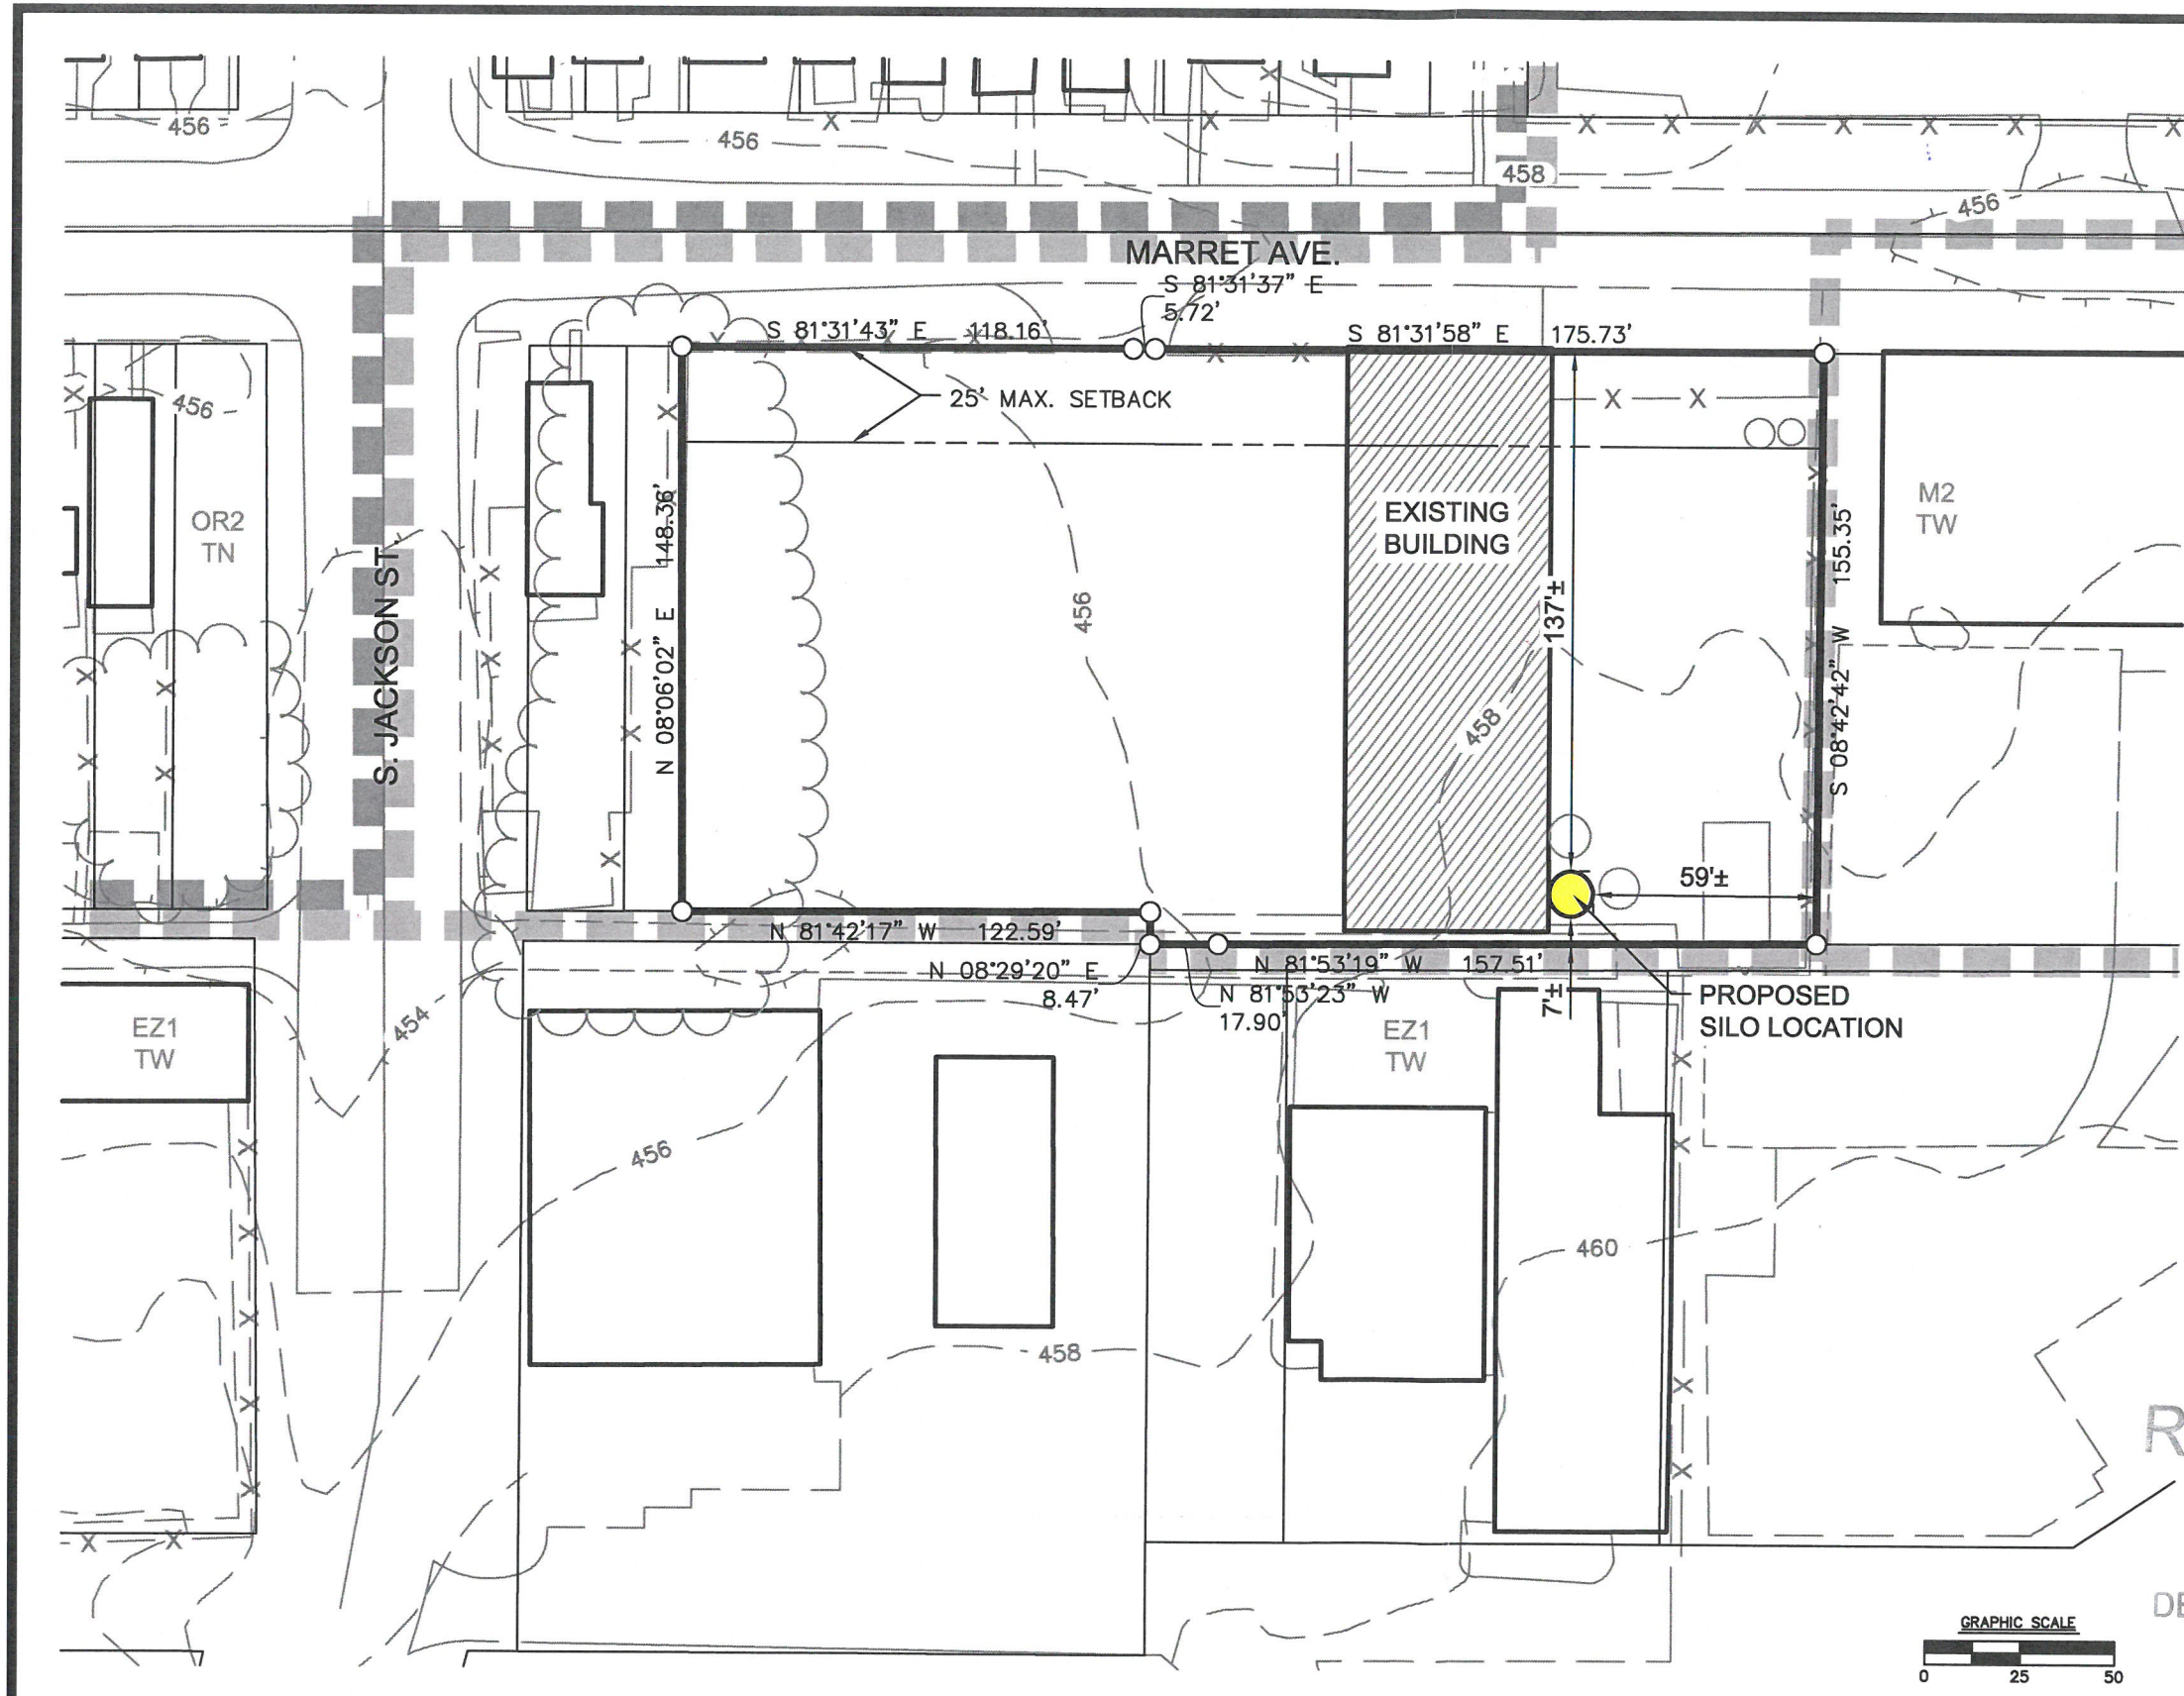 456
456
458
456
MARRET AVE.
S 81°31'37" E
5.72'
S 81°31'43" E 118.16'
S 81°31'58" E 175.73'
25' MAX. SETBACK
456
OR2
TN
S. JACKSON ST.
N 08°06'02" E 148.36'
456
EXISTING
BUILDING
137'±
458
M2
TW
S 08°42'42" W 155.35'
59'±
N 81°42'17" W 122.59'
N 08°29'20" E
8.47'
N 81°53'19" W 157.51'
N 81°53'23" W
17.90'
7'±
PROPOSED
SILO LOCATION
EZ1
TW
454
EZ1
TW
456
460
458
GRAPHIC SCALE
0 25 50